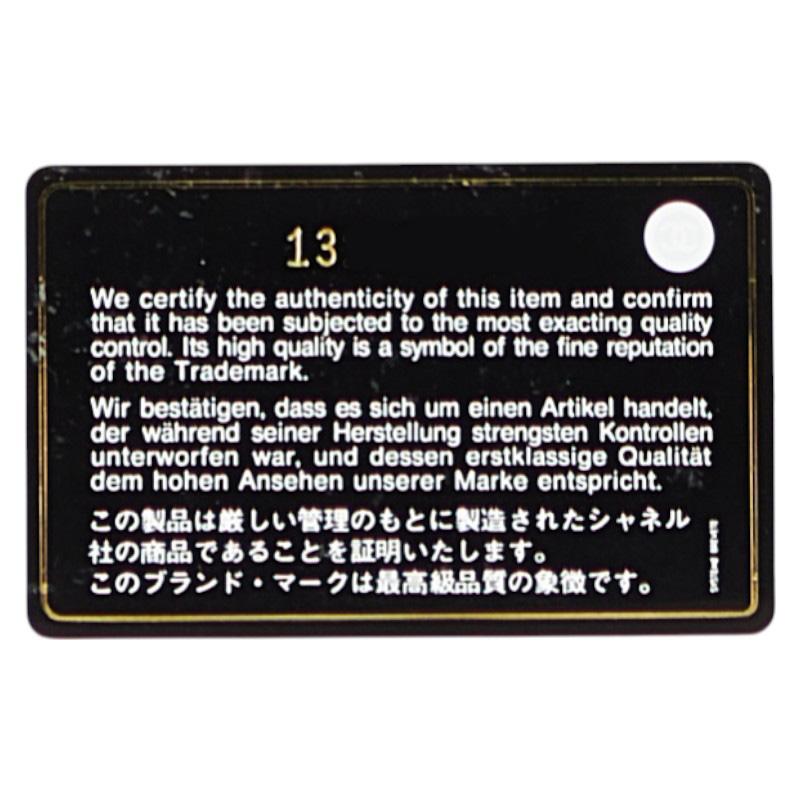 13
We certify the authenticity of this item and confirm
that it has been subjected to the most exacting quality
control. Its high quality is a symbol of the fine reputation
of the Trademark.
Wir bestätigen, dass es sich um einen Artikel handelt,
der während seiner Herstellung strengsten Kontrollen
unterworfen war, und dessen erstklassige Qualität
dem hohen Ansehen unserer Marke entspricht.
この製品は厳しい管理のもとに製造されたシャネル
社の商品であることを証明いたします。
このブランド・マークは最高級品質の象徴です。